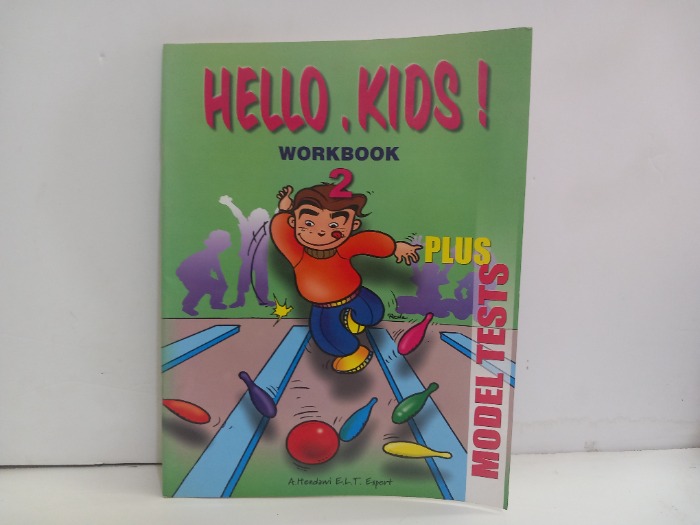 HELLO, KIDS!
WORKBOOK
2
PLUS
MODEL TESTS
A.Hendawi E.L.T. Expert